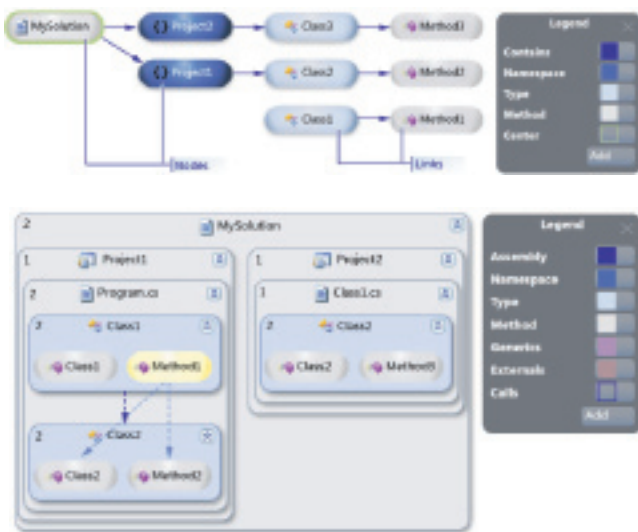 MySolution
Project2
Class3
Method3
Project1
Class2
Method2
Class1
Method1
Nodes
Links
Legend
Contains
Namespace
Type
Method
Center
Add
2
MySolution
1
Project1
2
Program.cs
2
Class1
Class1
Method1
2
Class2
Class2
Method2
1
Project2
1
Class1.cs
2
Class2
Class2
Method3
Legend
Assembly
Namespace
Type
Method
Generics
Externals
Calls
Add